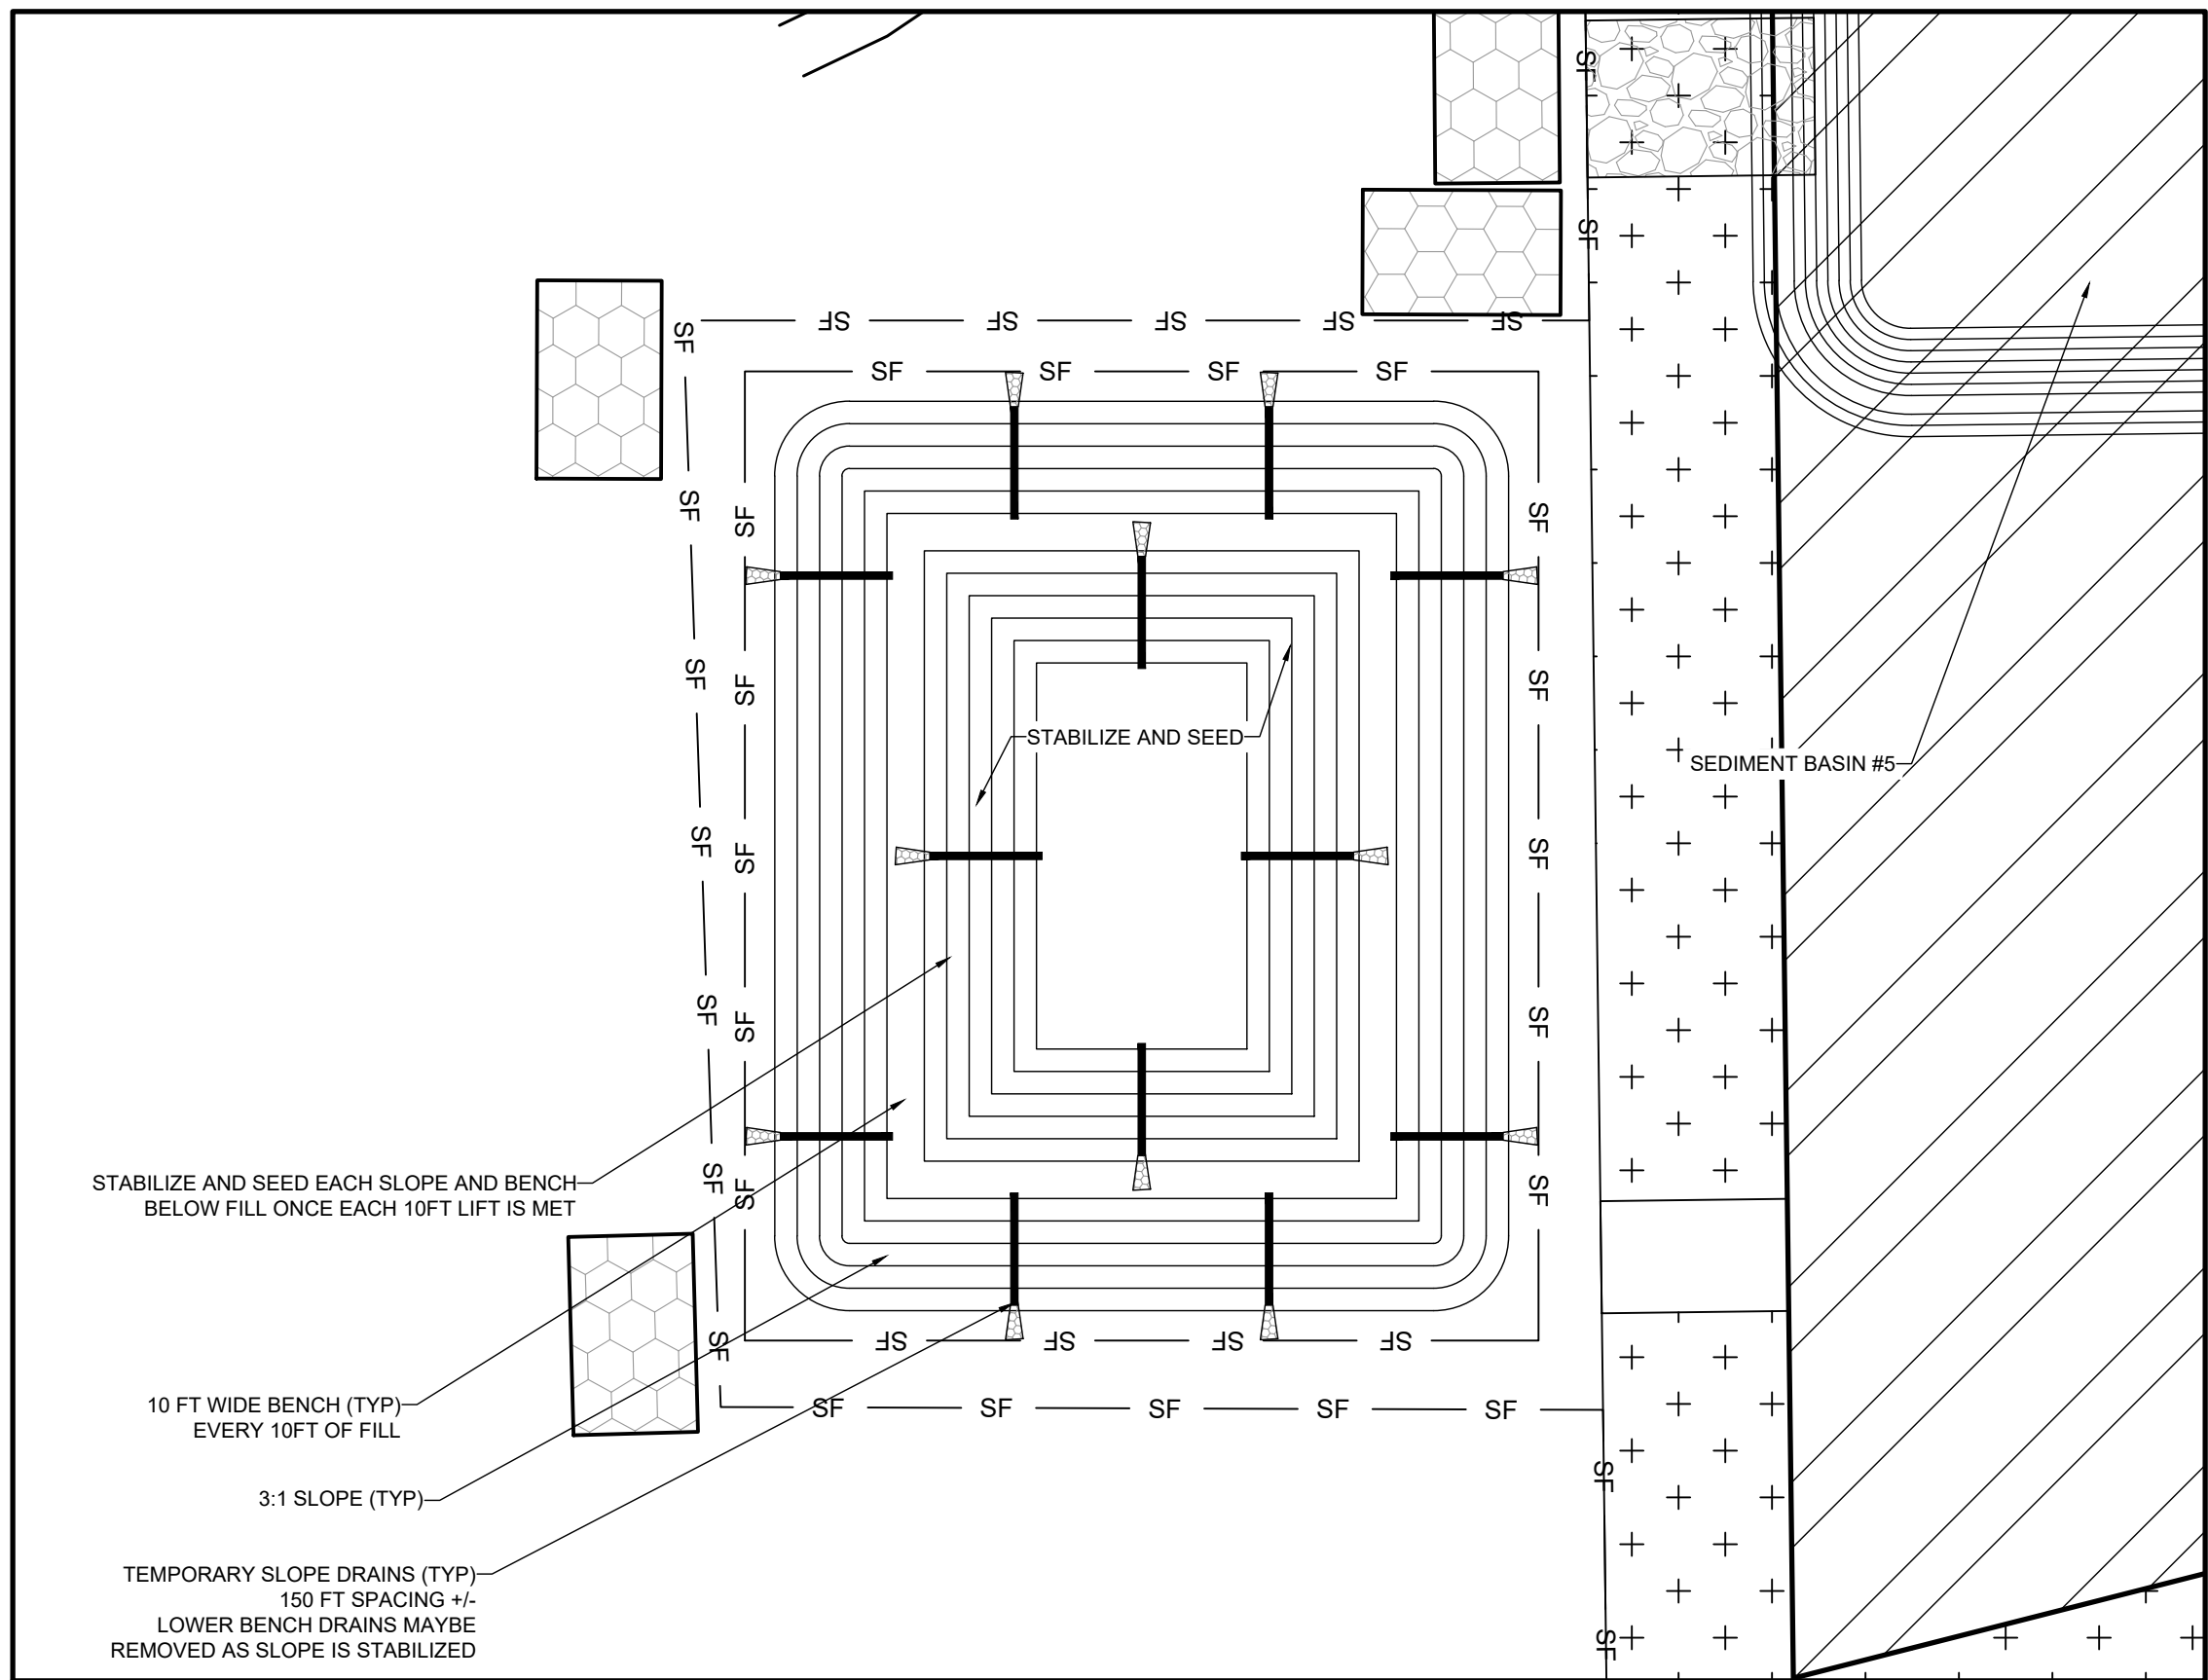 SF
SF
SF SF SF SF SF SF
SF SF SF SF
SF SF SF
SF SF SF
STABILIZE AND SEED
SEDIMENT BASIN #5
SF SF SF
SF SF SF
STABILIZE AND SEED EACH SLOPE AND BENCH
BELOW FILL ONCE EACH 10FT LIFT IS MET
SF SF SF
SF SF SF SF SF
10 FT WIDE BENCH (TYP)
EVERY 10FT OF FILL
SF SF SF SF SF
3:1 SLOPE (TYP)
SF
TEMPORARY SLOPE DRAINS (TYP)
150 FT SPACING +/-
LOWER BENCH DRAINS MAYBE
REMOVED AS SLOPE IS STABILIZED
SF